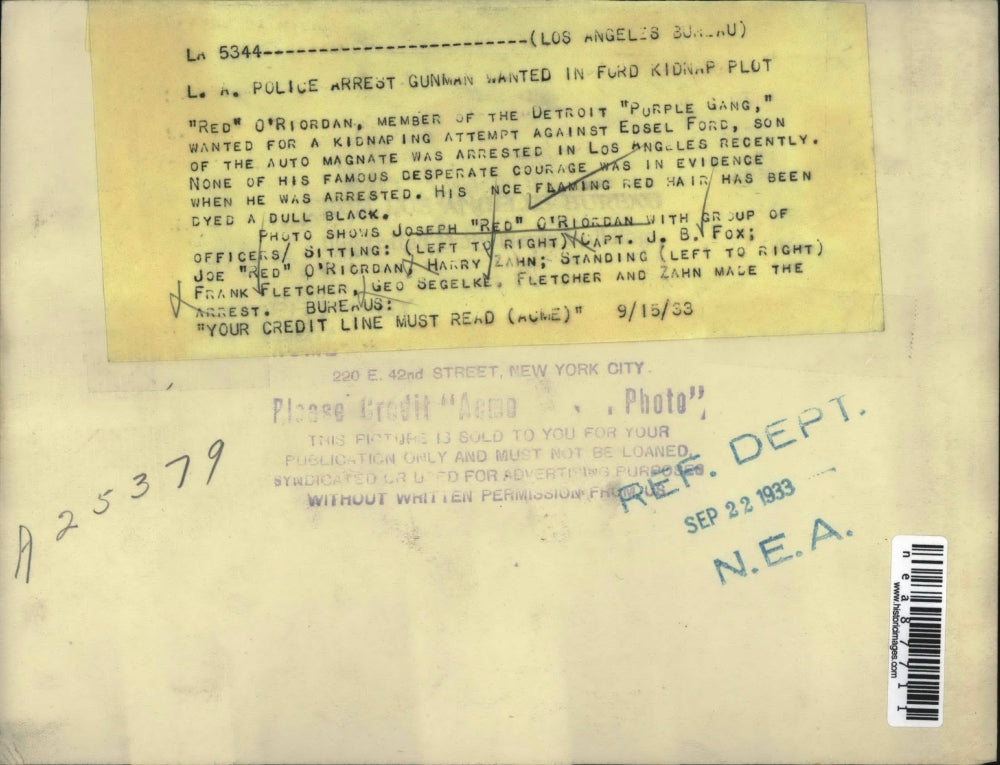 LA 5344---------------------------(LOS ANGELES BUREAU)
L. A. POLICE ARREST GUNMAN WANTED IN FORD KIDNAP PLOT
"RED" O'RIORDAN, MEMBER OF THE DETROIT "PURPLE GANG,"
WANTED FOR A KIDNAPING ATTEMPT AGAINST EDSEL FORD, SON
OF THE AUTO MAGNATE WAS ARRESTED IN LOS ANGELES RECENTLY.
NONE OF HIS FAMOUS DESPERATE COURAGE WAS IN EVIDENCE
WHEN HE WAS ARRESTED. HIS NCE FLAMING RED HAIR HAS BEEN
DYED A DULL BLACK.
PHOTO SHOWS JOSEPH "RED" O'RIORDAN WITH GROUP OF
OFFICERS/ SITTING: (LEFT TO RIGHT) CAPT. J. B. FOX;
JOE "RED" O'RIORDAN, HARRY ZAHN; STANDING (LEFT TO RIGHT)
FRANK FLETCHER, GEO SEGELKE. FLETCHER AND ZAHN MADE THE
ARREST. BUREAUS:
"YOUR CREDIT LINE MUST READ (ACME)" 9/15/33
220 E. 42nd STREET, NEW YORK CITY
Please Credit "Acme Photo",
THIS PICTURE IS SOLD TO YOU FOR YOUR
PUBLICATION ONLY AND MUST NOT BE LOANED,
SYNDICATED OR USED FOR ADVERTISING PURPOSES
WITHOUT WRITTEN PERMISSION FROM US.
REF. DEPT.
SEP 22 1933
N.E.A.
A25379
nea87711
www.historicimages.com